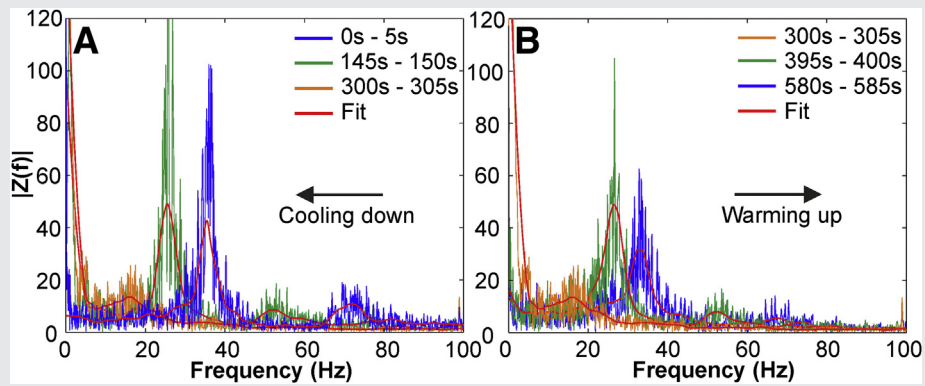 A
120
100
80
60
40
20
0
|Z(f)|
0s - 5s
145s - 150s
300s - 305s
Fit
Cooling down
0 20 40 60 80 100
Frequency (Hz)
B
120
100
80
60
40
20
0
300s - 305s
395s - 400s
580s - 585s
Fit
Warming up
0 20 40 60 80 100
Frequency (Hz)